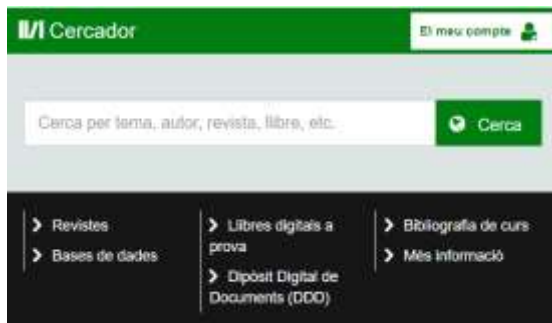 Cercador
El meu compte
Cerca per tema, autor, revista, llibre, etc.
Cerca
Revistes
Bases de dades
Llibres digitals a
prova
Dipòsit Digital de
Documents (DDD)
Bibliografia de curs
Més informació